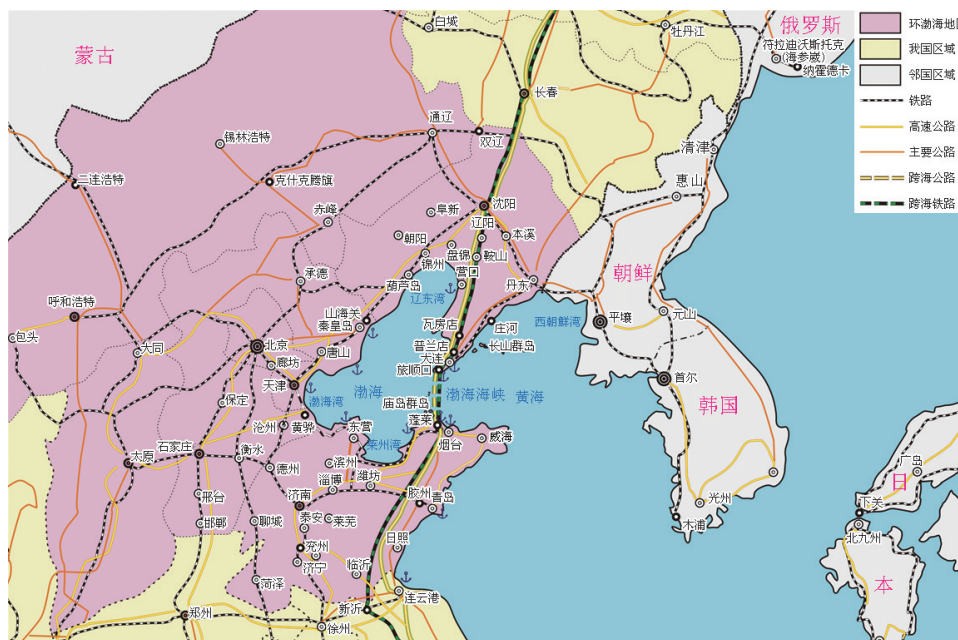 俄罗斯
蒙古
白城
牡丹江
符拉迪沃斯托克
(海参崴)
纳霍德卡
环渤海地区
我国区域
邻国区域
铁路
高速公路
主要公路
跨海公路
跨海铁路
长春
通辽
双辽
锡林浩特
清津
二连浩特
克什克腾旗
惠山
赤峰
阜新
沈阳
辽阳
本溪
朝阳
盘锦
鞍山
锦州
营口
承德
葫芦岛
丹东
朝鲜
辽东湾
呼和浩特
山海关
秦皇岛
瓦房店
庄河
西朝鲜湾
平壤
元山
包头
大同
北京
唐山
普兰店
长山群岛
廊坊
大连
旅顺口
首尔
天津
渤海
渤海海峡
黄海
韩国
保定
渤海湾
庙岛群岛
沧州
黄骅
东营
蓬莱
莱州湾
烟台
威海
石家庄
太原
衡水
德州
滨州
淄博
潍坊
胶州
青岛
广岛
日
邢台
济南
光州
下关
邯郸
聊城
泰安
莱芜
木浦
北九州
日照
兖州
济宁
临沂
菏泽
本
连云港
新沂
郑州
徐州